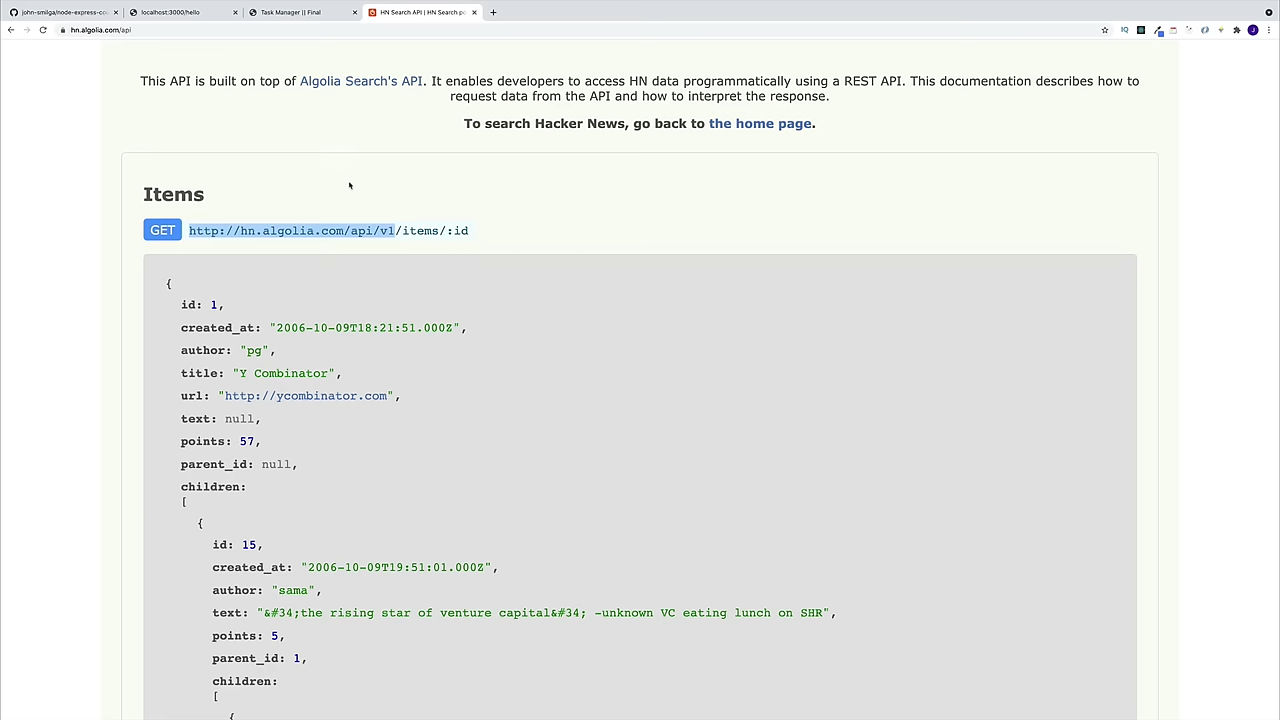 john-smilga/node-express-cou
localhost:3000/hello
Task Manager || Final
HN Search API | HN Search po
hn.algolia.com/api
This API is built on top of Algolia Search's API. It enables developers to access HN data programmatically using a REST API. This documentation describes how to
request data from the API and how to interpret the response.
To search Hacker News, go back to the home page.
Items
GET http://hn.algolia.com/api/v1/items/:id
{
id: 1,
created_at: "2006-10-09T18:21:51.000Z",
author: "pg",
title: "Y Combinator",
url: "http://ycombinator.com",
text: null,
points: 57,
parent_id: null,
children:
[
{
id: 15,
created_at: "2006-10-09T19:51:01.000Z",
author: "sama",
text: "&#34;the rising star of venture capital&#34; -unknown VC eating lunch on SHR",
points: 5,
parent_id: 1,
children:
[
{